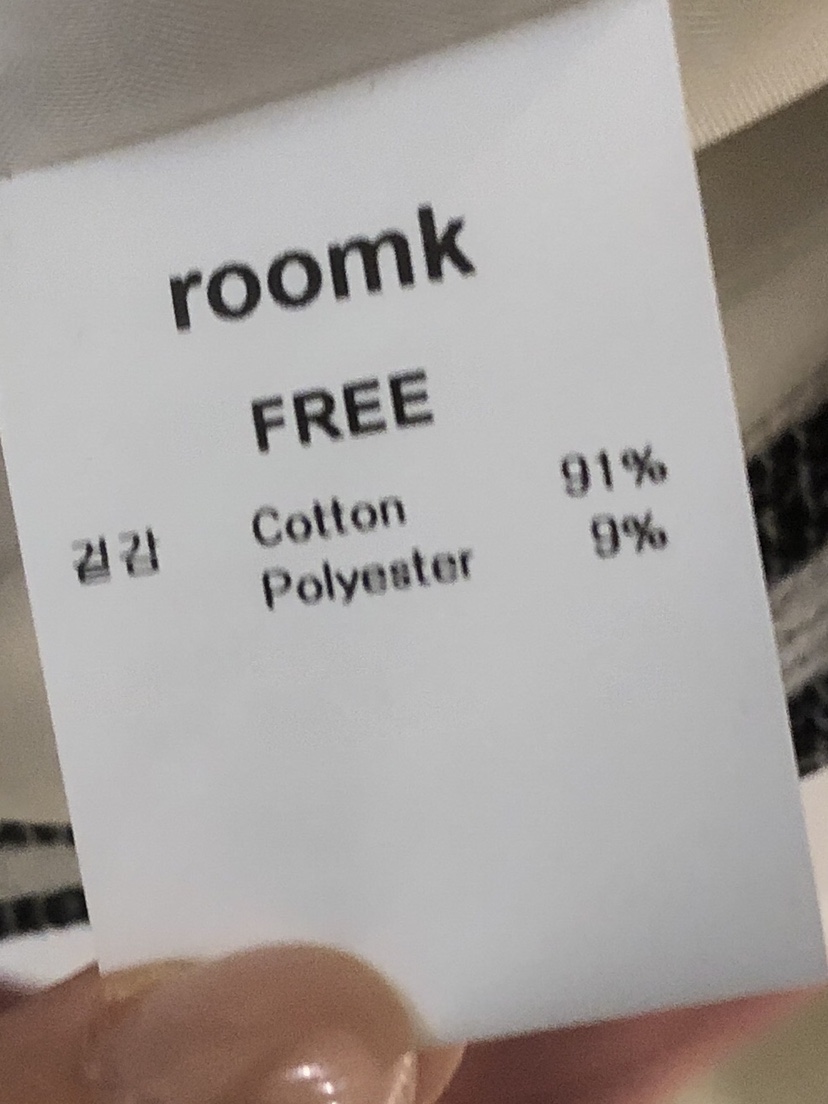 roomk
FREE
겉감 Cotton 91%
Polyester 9%